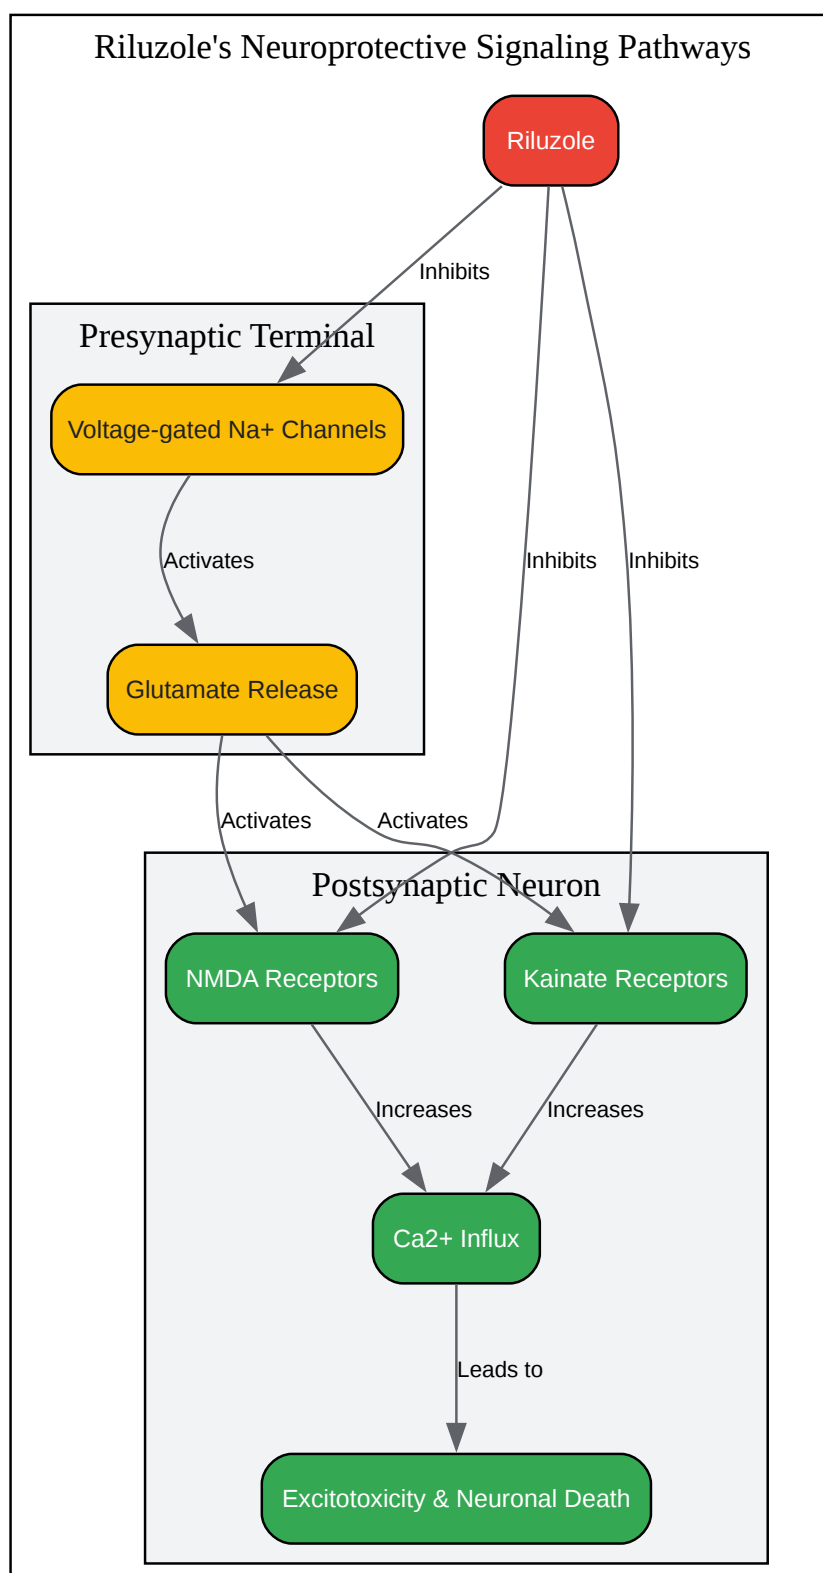 Riluzole's Neuroprotective Signaling Pathways
Riluzole
Inhibits
Presynaptic Terminal
Voltage-gated Na+ Channels
Activates
Inhibits
Inhibits
Glutamate Release
Activates
Activates
Postsynaptic Neuron
NMDA Receptors
Kainate Receptors
Increases
Increases
Ca2+ Influx
Leads to
Excitotoxicity & Neuronal Death